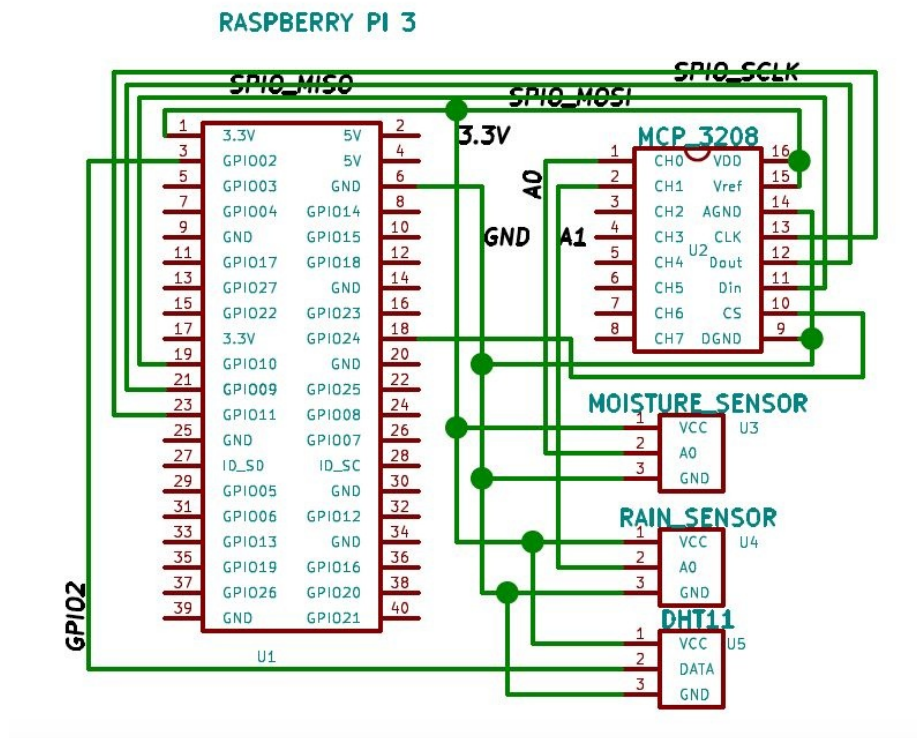 RASPBERRY PI 3
SPI0_MISO
SPI0_SCLK
SPI0_MOSI
3.3V
MCP_3208
A0
GND
A1
GPIO2
1 3.3V 5V 2
3 GPIO02 5V 4
5 GPIO03 GND 6
7 GPIO04 GPIO14 8
9 GND GPIO15 10
11 GPIO17 GPIO18 12
13 GPIO27 GND 14
15 GPIO22 GPIO23 16
17 3.3V GPIO24 18
19 GPIO10 GND 20
21 GPIO09 GPIO25 22
23 GPIO11 GPIO08 24
25 GND GPIO07 26
27 ID_SD ID_SC 28
29 GPIO05 GND 30
31 GPIO06 GPIO12 32
33 GPIO13 GND 34
35 GPIO19 GPIO16 36
37 GPIO26 GPIO20 38
39 GND GPIO21 40
U1
1 CH0 VDD 16
2 CH1 Vref 15
3 CH2 AGND 14
4 CH3 CLK 13
U2
5 CH4 Dout 12
6 CH5 Din 11
7 CH6 CS 10
8 CH7 DGND 9
MOISTURE_SENSOR
1 VCC U3
2 A0
3 GND
RAIN_SENSOR
1 VCC U4
2 A0
3 GND
DHT11
1 VCC U5
2 DATA
3 GND